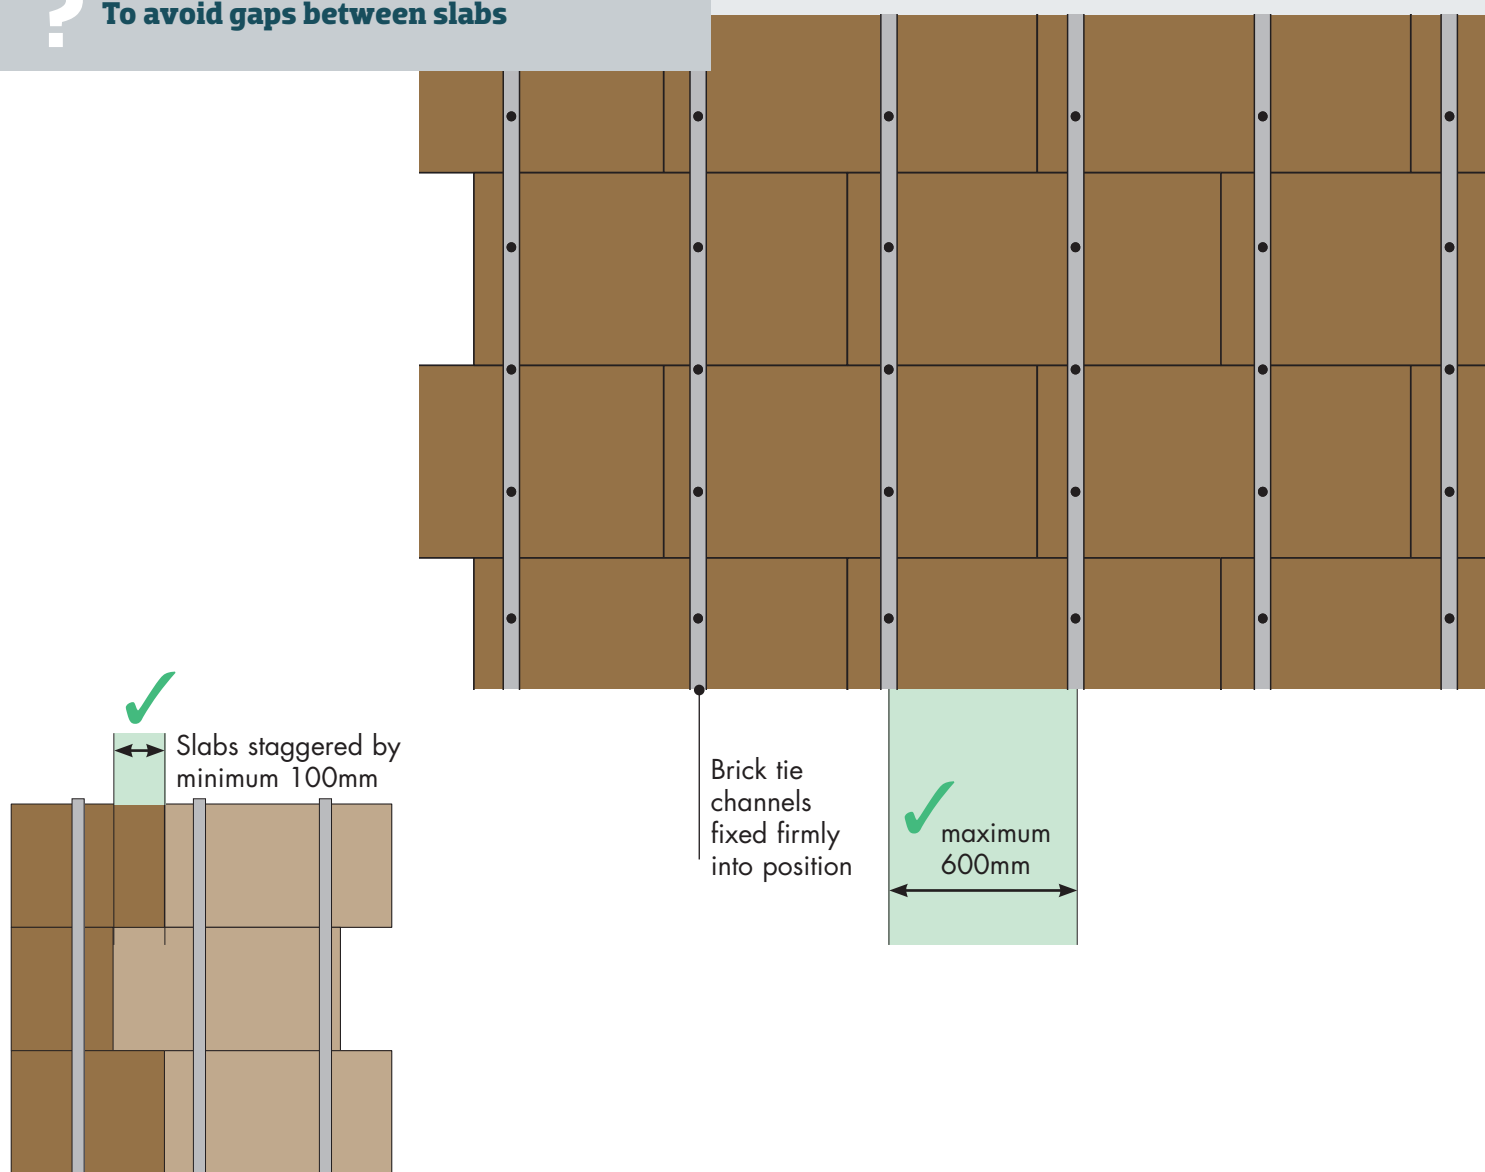 ?
To avoid gaps between slabs
Slabs staggered by
minimum 100mm
Brick tie
channels
fixed firmly
into position
maximum
600mm